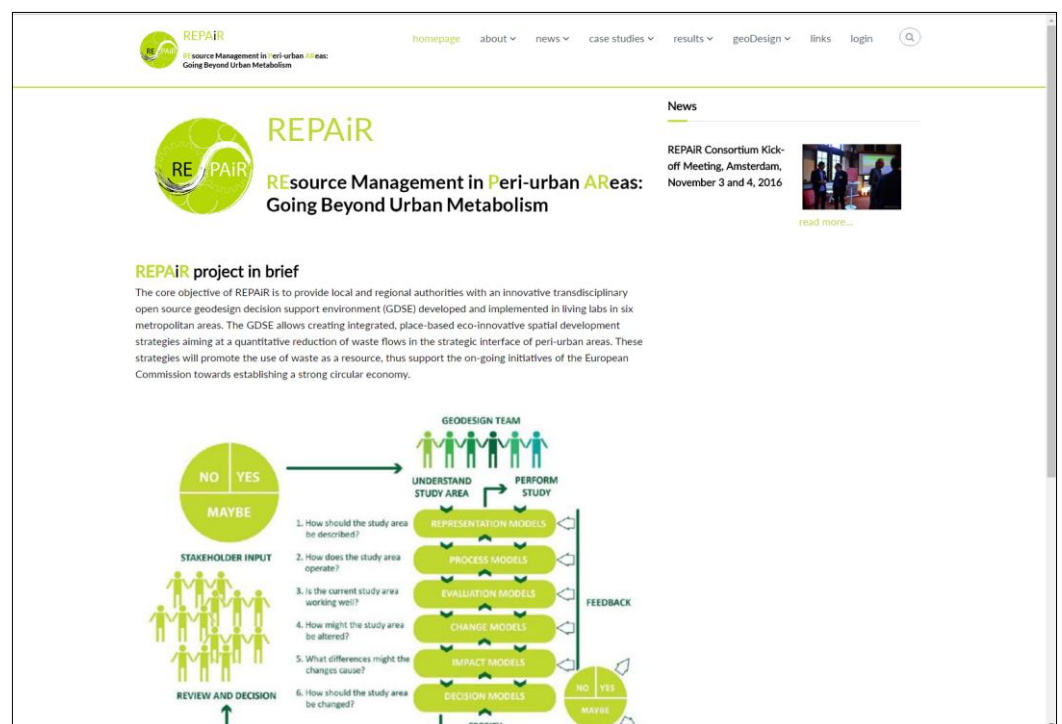 REPAiR
REsource Management in Peri-urban AReas:
Going Beyond Urban Metabolism
homepage about news case studies results geoDesign links login
RE PAiR
REPAiR
REsource Management in Peri-urban AReas:
Going Beyond Urban Metabolism
News
REPAiR Consortium Kick-
off Meeting, Amsterdam,
November 3 and 4, 2016
read more...
REPAiR project in brief
The core objective of REPAiR is to provide local and regional authorities with an innovative transdisciplinary
open source geodesign decision support environment (GDSE) developed and implemented in living labs in six
metropolitan areas. The GDSE allows creating integrated, place-based eco-innovative spatial development
strategies aiming at a quantitative reduction of waste flows in the strategic interface of peri-urban areas. These
strategies will promote the use of waste as a resource, thus support the on-going initiatives of the European
Commission towards establishing a strong circular economy.
GEODESIGN TEAM
NO YES
MAYBE
UNDERSTAND
STUDY AREA
PERFORM
STUDY
STAKEHOLDER INPUT
1. How should the study area
be described?
REPRESENTATION MODELS
2. How does the study area
operate?
PROCESS MODELS
3. Is the current study area
working well?
EVALUATION MODELS
FEEDBACK
4. How might the study area
be altered?
CHANGE MODELS
5. What differences might the
changes cause?
IMPACT MODELS
REVIEW AND DECISION
6. How should the study area
be changed?
DECISION MODELS
NO YES
MAYBE